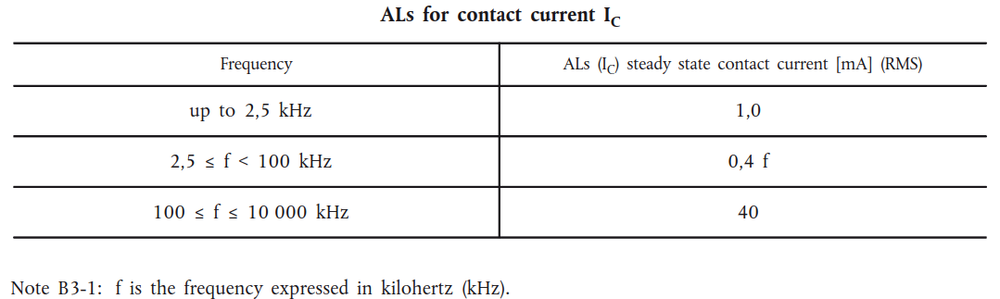 ALs for contact current IC
Frequency ALs (IC) steady state contact current [mA] (RMS)
up to 2,5 kHz 1,0
2,5 ≤ f < 100 kHz 0,4 f
100 ≤ f ≤ 10 000 kHz 40
Note B3-1: f is the frequency expressed in kilohertz (kHz).